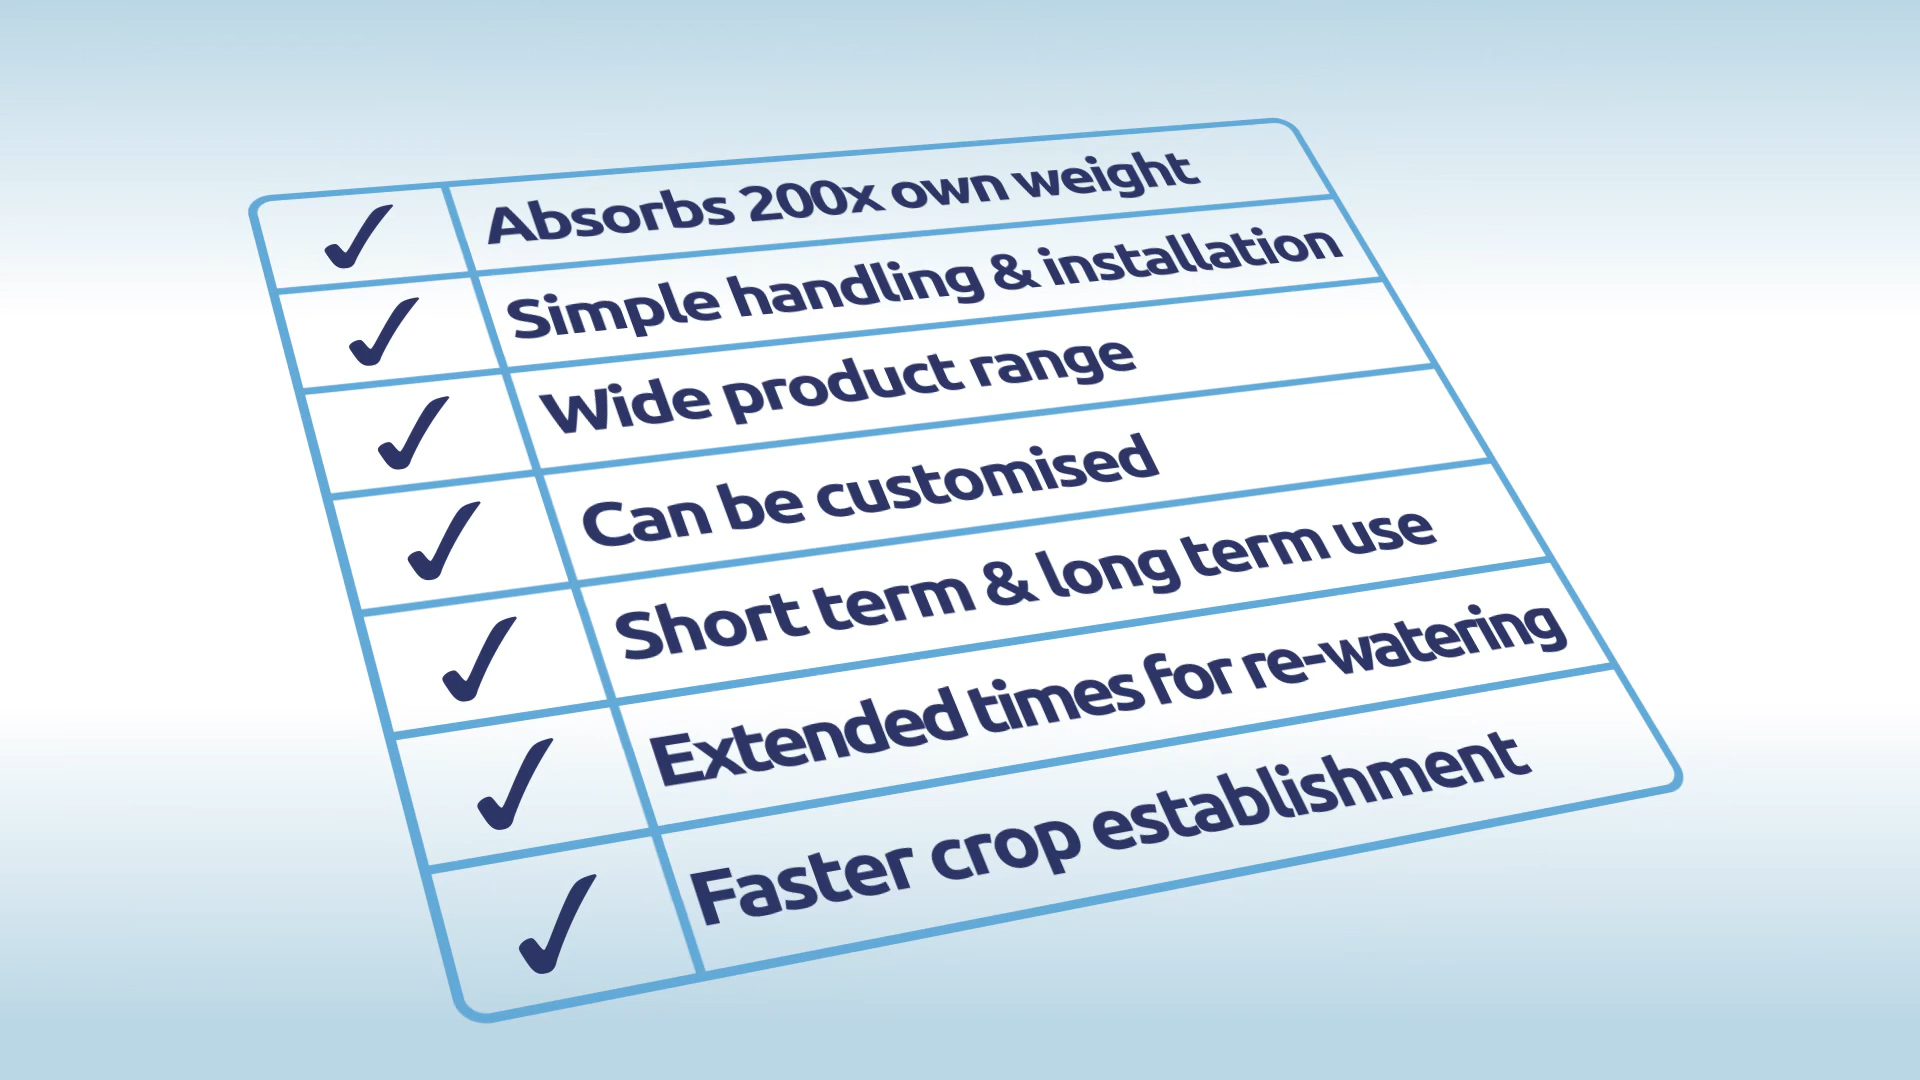 ✓ Absorbs 200x own weight
✓ Simple handling & installation
✓ Wide product range
✓ Can be customised
✓ Short term & long term use
✓ Extended times for re-watering
✓ Faster crop establishment